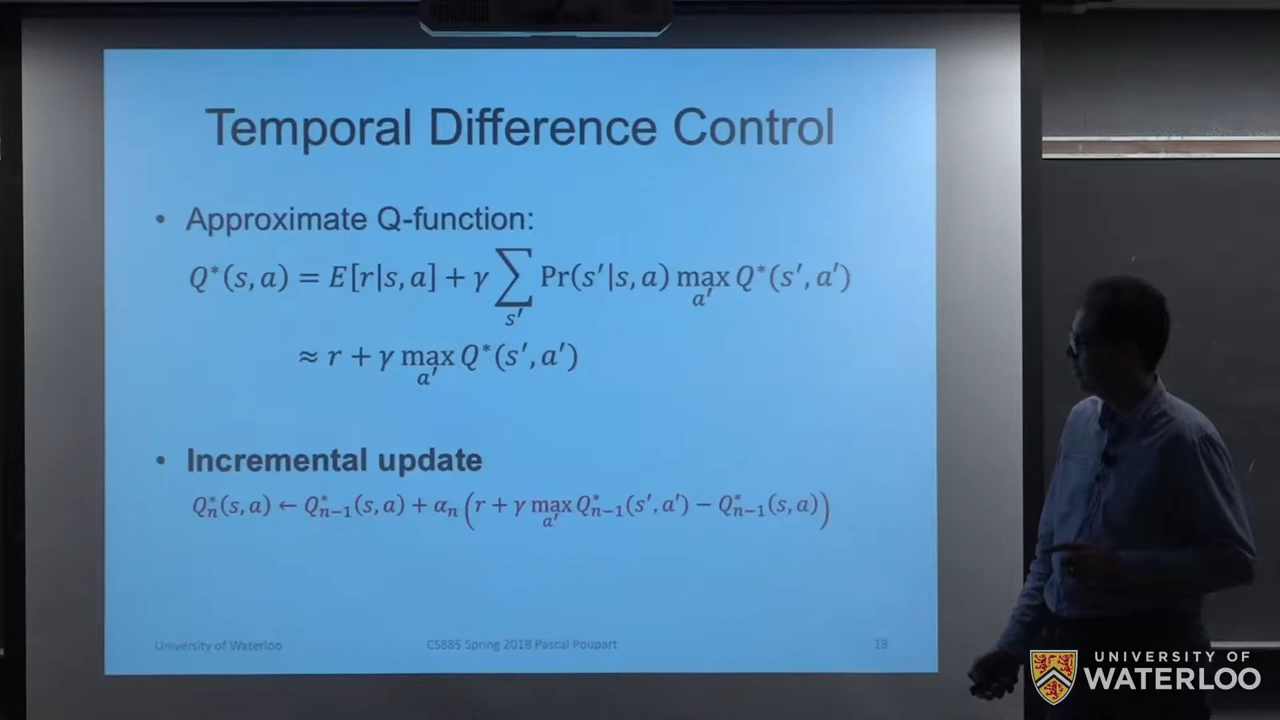 Temporal Difference Control
• Approximate Q-function:
Q*(s, a) = E[r|s, a] + γ ∑_{s′} Pr(s′|s, a) max_{a′} Q*(s′, a′)
≈ r + γ max_{a′} Q*(s′, a′)
• Incremental update
Q*_n(s, a) ← Q*_{n−1}(s, a) + α_n (r + γ max_{a′} Q*_{n−1}(s′, a′) − Q*_{n−1}(s, a))
University of Waterloo CS885 Spring 2018 Pascal Poupart 19
UNIVERSITY OF
WATERLOO